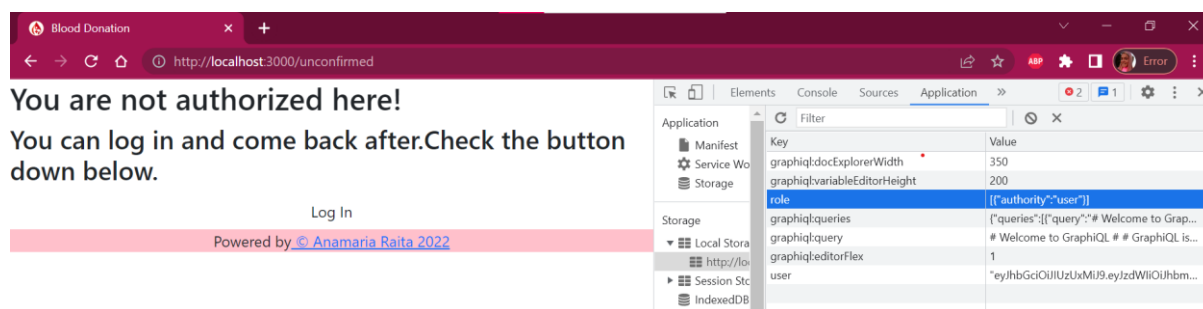 Blood Donation
http://localhost:3000/unconfirmed
ABP
Error
You are not authorized here!
You can log in and come back after.Check the button
down below.
Log In
Powered by © Anamaria Raita 2022
Elements Console Sources Application » 2 1
Application
Manifest
Service Wo
Storage
Storage
Local Stora
http://lo
Session Stc
IndexedDB
Filter
Key Value
graphiql:docExplorerWidth 350
graphiql:variableEditorHeight 200
role [{"authority":"user"}]
graphiql:queries {"queries":[{"query":"# Welcome to Grap...
graphiql:query # Welcome to GraphiQL # # GraphiQL is...
graphiql:editorFlex 1
user "eyJhbGciOiJIUzUxMiJ9.eyJzdWIiOiJhbm...